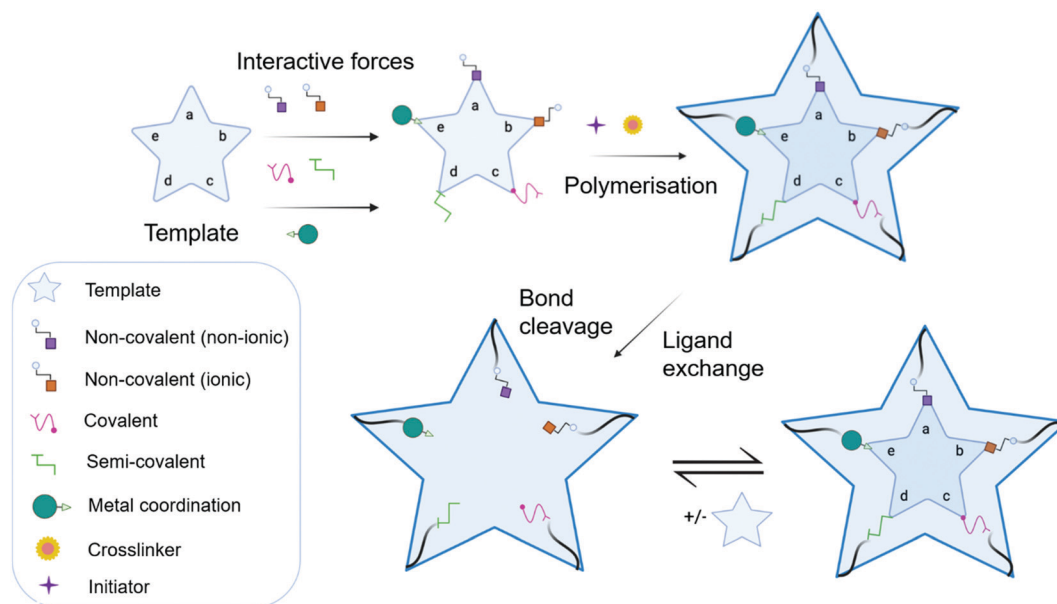 Interactive forces
a
e
b
d
c
Template
a
e
b
d
c
Polymerisation
a
e
b
d
c
Template
Non-covalent (non-ionic)
Non-covalent (ionic)
Covalent
Semi-covalent
Metal coordination
Crosslinker
Initiator
Bond
cleavage
Ligand
exchange
+/-
a
e
b
d
c